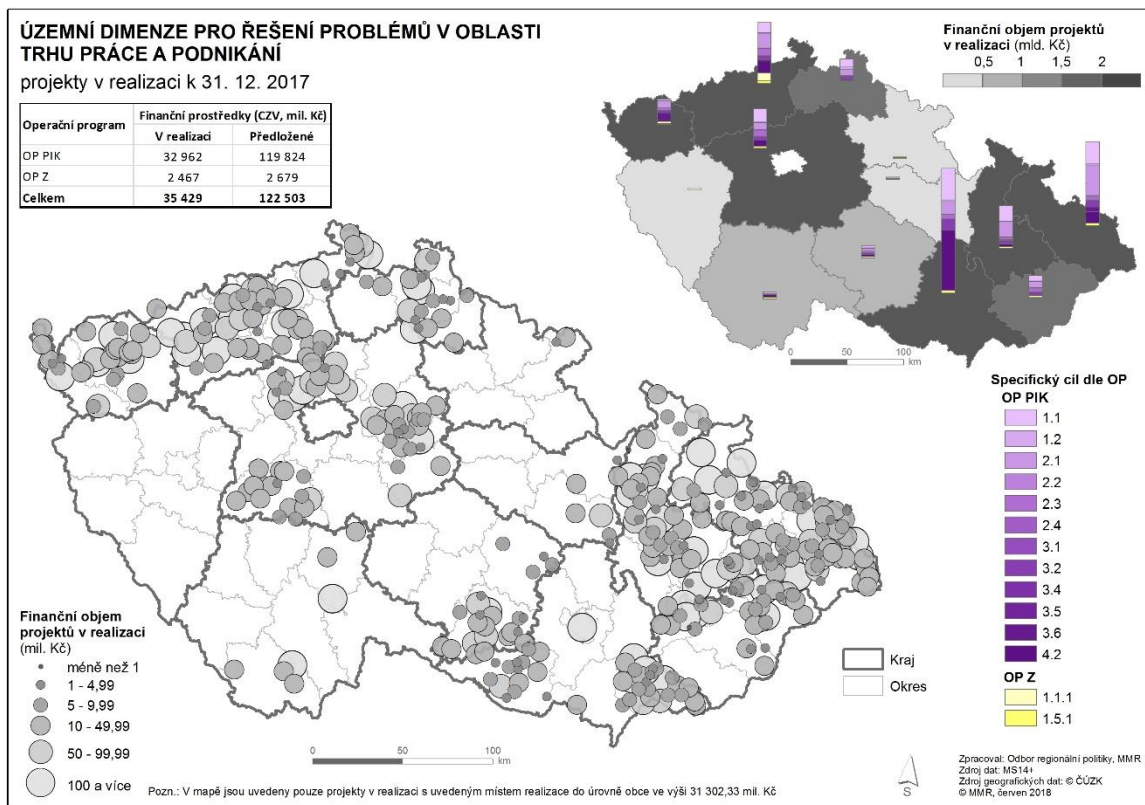 ÚZEMNÍ DIMENZE PRO ŘEŠENÍ PROBLÉMŮ V OBLASTI
TRHU PRÁCE A PODNIKÁNÍ
projekty v realizaci k 31. 12. 2017
Operační program
Finanční prostředky (CZV, mil. Kč)
V realizaci Předložené
OP PIK 32 962 119 824
OP Z 2 467 2 679
Celkem 35 429 122 503
Finanční objem projektů
v realizaci (mld. Kč)
0,5 1 1,5 2
0 50 100
km
Specifický cíl dle OP
OP PIK
1.1
1.2
2.1
2.2
2.3
2.4
3.1
3.2
3.4
3.5
3.6
4.2
OP Z
1.1.1
1.5.1
Finanční objem
projektů v realizaci
(mil. Kč)
méně než 1
1 - 4,99
5 - 9,99
10 - 49,99
50 - 99,99
100 a více
Kraj
Okres
0 50 100
km
S
Pozn.: V mapě jsou uvedeny pouze projekty v realizaci s uvedeným místem realizace do úrovně obce ve výši 31 302,33 mil. Kč
Zpracoval: Odbor regionální politiky, MMR
Zdroj dat: MS14+
Zdroj geografických dat: © ČÚZK
© MMR, červen 2018